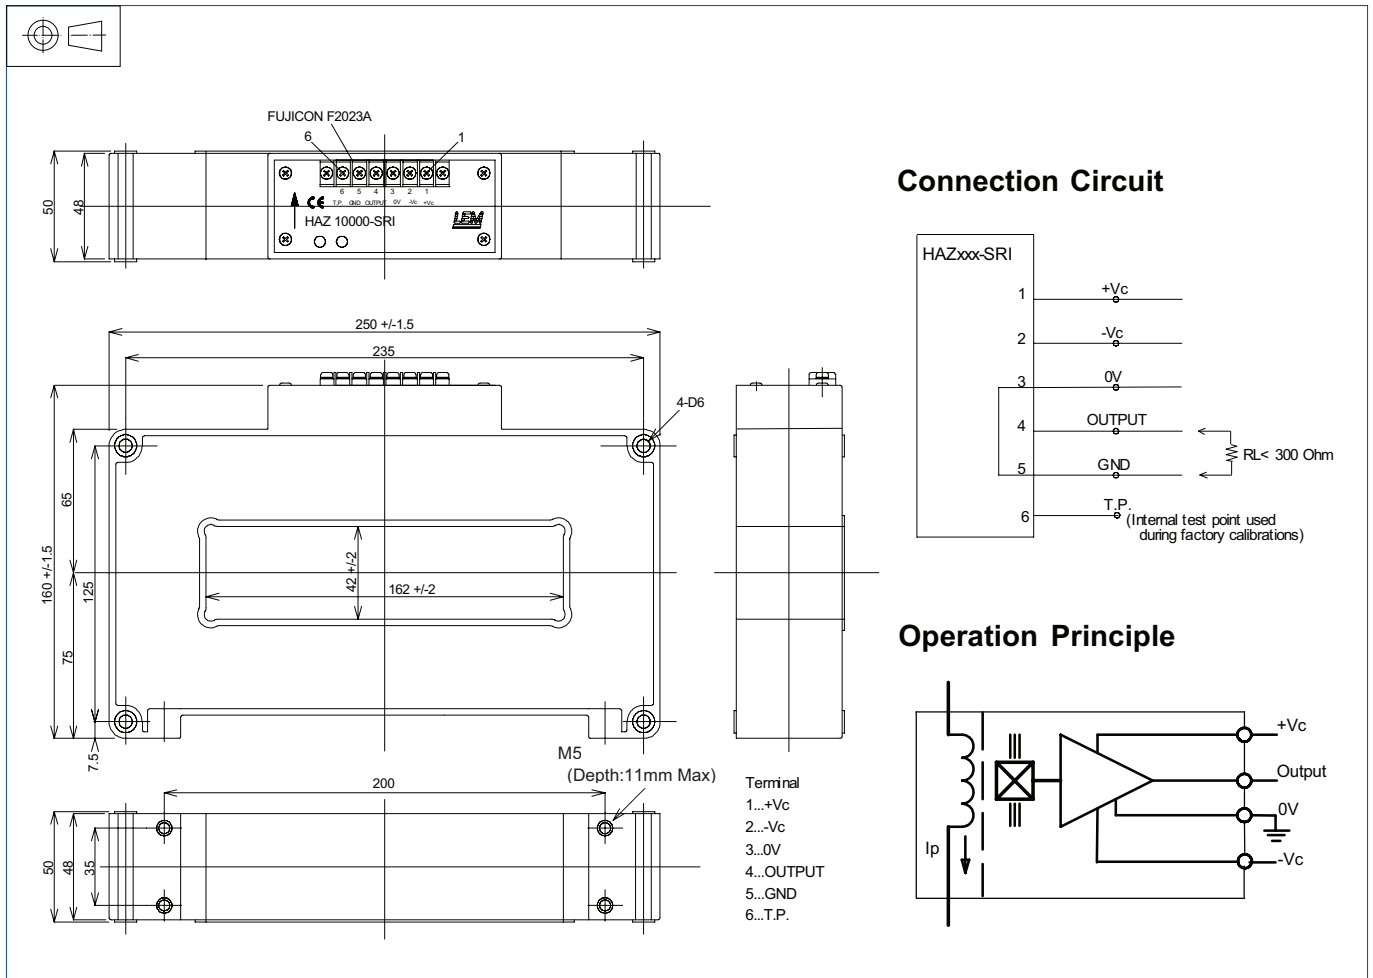 FUJICON F2023A
6
1
6 5 4 3 2 1
CE T.P. GND OUTPUT 0V -Vc +Vc
HAZ 10000-SRI
LEM
50
48
250 +/-1.5
235
4-D6
160 +/-1.5
65
125
75
7.5
42 +/-2
162 +/-2
M5
(Depth:11mm Max)
200
50
48
35
Terminal
1...+Vc
2...-Vc
3...0V
4...OUTPUT
5...GND
6...T.P.
Connection Circuit
HAZxxx-SRI
1 +Vc
2 -Vc
3 0V
4 OUTPUT
RL< 300 Ohm
5 GND
6 T.P.
(Internal test point used
during factory calibrations)
Operation Principle
+Vc
Output
0V
-Vc
Ip